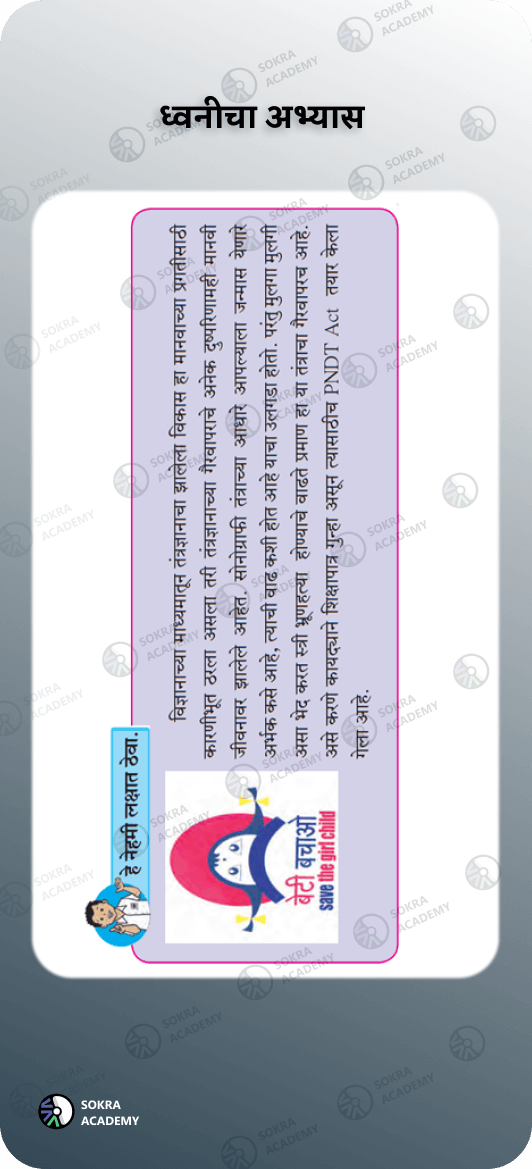 ध्वनीचा अभ्यास
हे नेहमी लक्षात ठेवा.
विज्ञानाच्या माध्यमातून तंत्रज्ञानाचा झालेला विकास हा मानवाच्या प्रगतीसाठी
कारणीभूत ठरला असला तरी तंत्रज्ञानाच्या गैरवापराचे अनेक दुष्परिणामही मानवी
जीवनावर झालेले आहेत. सोनोग्राफी तंत्राच्या आधारे आपल्याला जन्मास येणारे
अर्भक कसे आहे, त्याची वाढ कशी होत आहे याचा उलगडा होतो. परंतु मुलगा मुलगी
असा भेद करत स्त्री भ्रूणहत्या होण्याचे वाढते प्रमाण हा या तंत्राचा गैरवापरच आहे.
असे करणे कायद्याने शिक्षापात्र गुन्हा असून त्यासाठीच PNDT Act तयार केला
गेला आहे.
बेटी बचाओ
save the girl child
SOKRA
ACADEMY